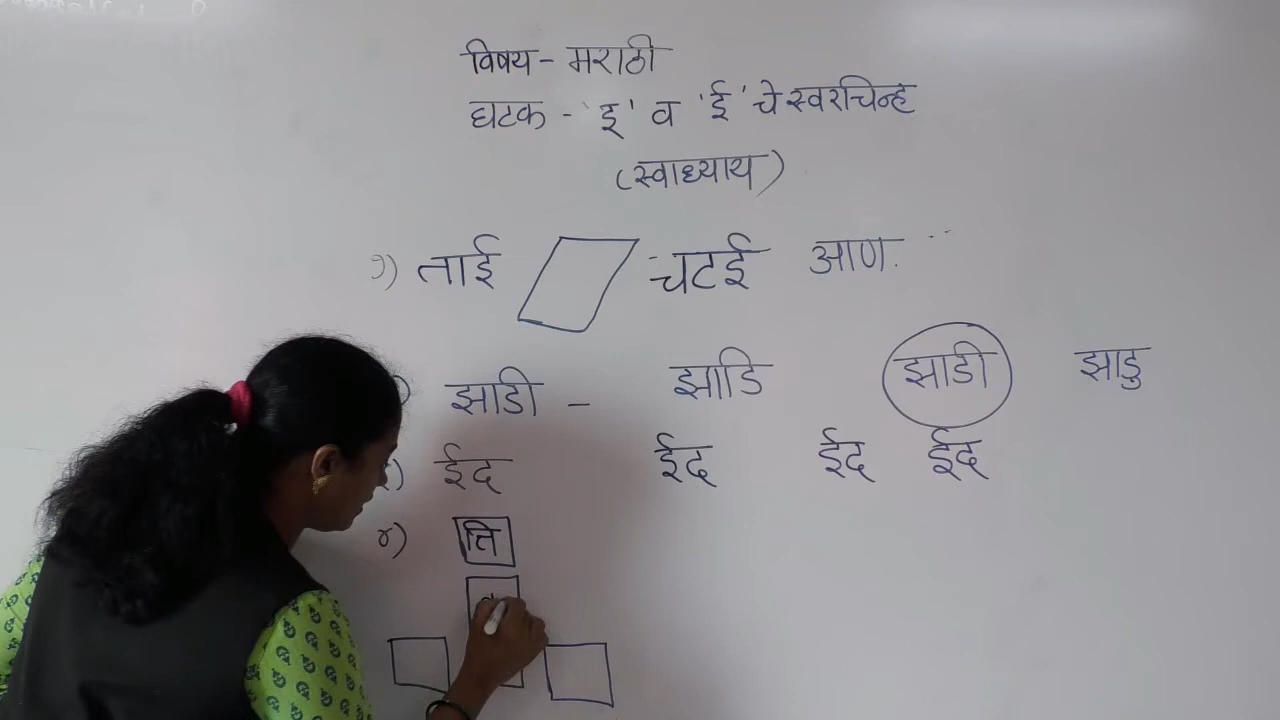 विषय - मराठी
घटक - 'इ' व 'ई' चे स्वरचिन्ह
(स्वाध्याय)
१) ताई चटई आण.
झाडी - झाडि झाडी झाडु
ईद ईद ईद ईद
४) त्ति